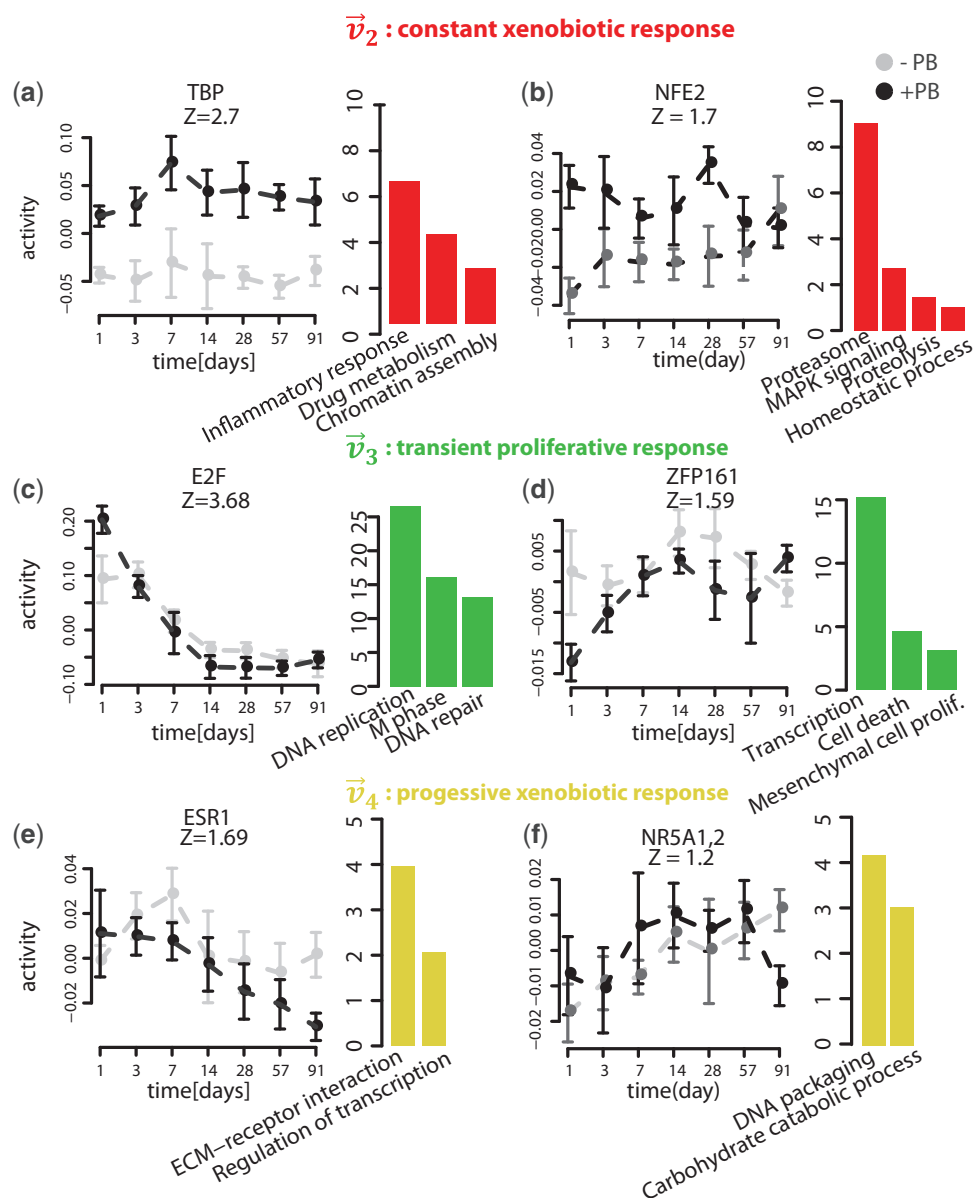 v₂ : constant xenobiotic response
- PB
+PB
(a)
TBP
Z=2.7
activity
0.10
0.05
0.00
−0.05
1 3 7 14 28 57 91
time[days]
10
8
6
4
2
0
Inflammatory response
Drug metabolism
Chromatin assembly
(b)
NFE2
Z = 1.7
0.04
0.02
0.00
−0.02
−0.04
1 3 7 14 28 57 91
time(day)
10
8
6
4
2
0
Proteasome
MAPK signaling
Proteolysis
Homeostatic process
v₃ : transient proliferative response
(c)
E2F
Z=3.68
activity
0.20
0.10
0.00
−0.10
1 3 7 14 28 57 91
time[days]
25
20
15
10
5
0
DNA replication
M phase
DNA repair
(d)
ZFP161
Z=1.59
0.005
−0.005
−0.015
1 3 7 14 28 57 91
time[days]
15
10
5
0
Transcription
Cell death
Mesenchymal cell prolif.
v₄ : progessive xenobiotic response
(e)
ESR1
Z=1.69
activity
0.04
0.02
0.00
−0.02
1 3 7 14 28 57 91
time[days]
5
4
3
2
1
0
ECM−receptor interaction
Regulation of transcription
(f)
NR5A1,2
Z = 1.2
0.02
0.01
0.00
−0.01
−0.02
1 3 7 14 28 57 91
time(day)
5
4
3
2
1
0
DNA packaging
Carbohydrate catabolic process